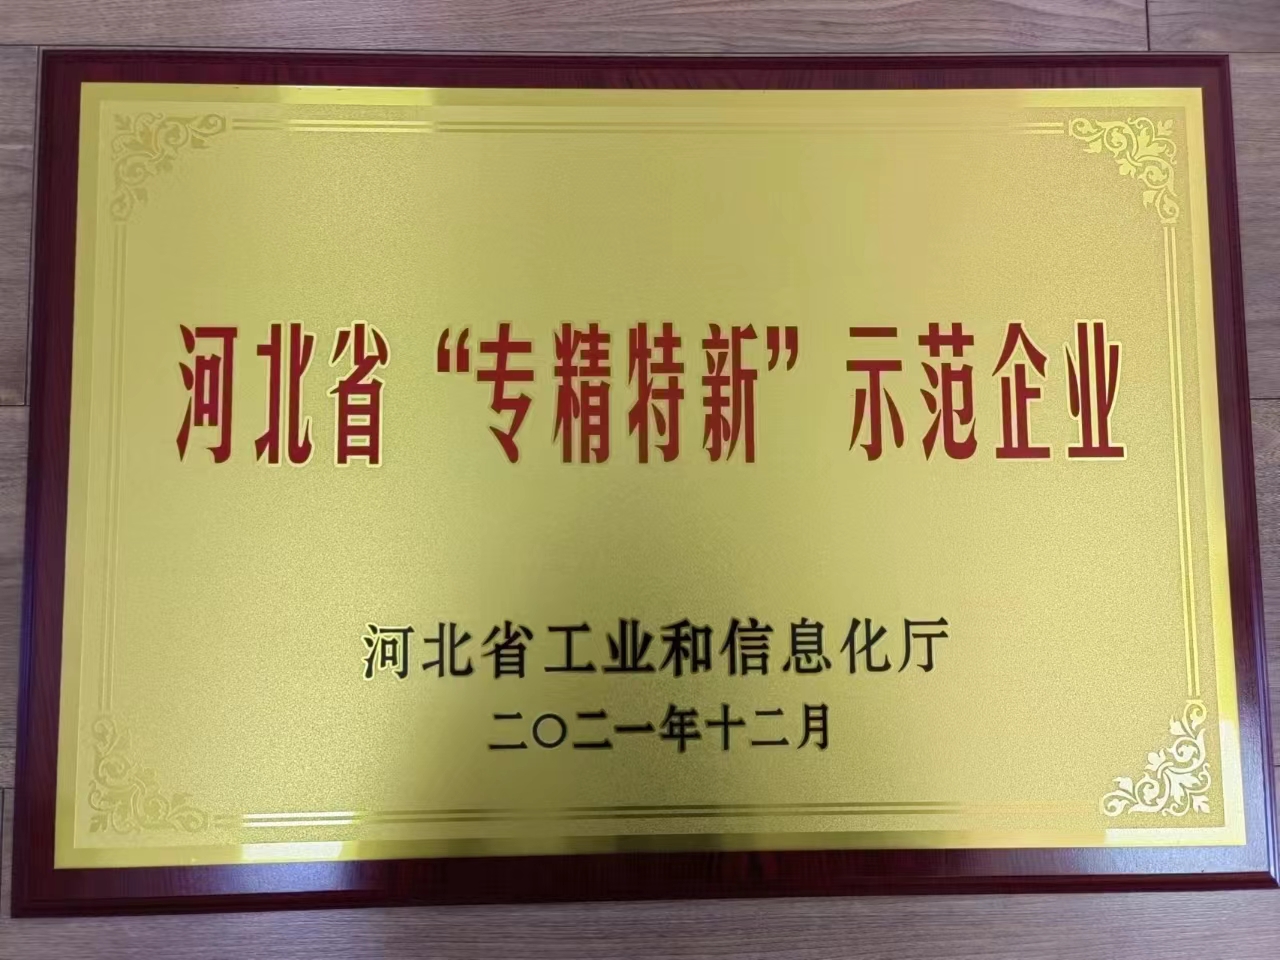 河北省“专精特新”示范企业
河北省工业和信息化厅
二〇二一年十二月